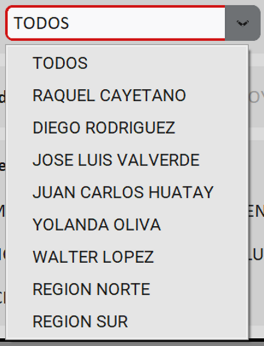 TODOS
TODOS
RAQUEL CAYETANO
DIEGO RODRIGUEZ
JOSE LUIS VALVERDE
JUAN CARLOS HUATAY
YOLANDA OLIVA
WALTER LOPEZ
REGION NORTE
REGION SUR